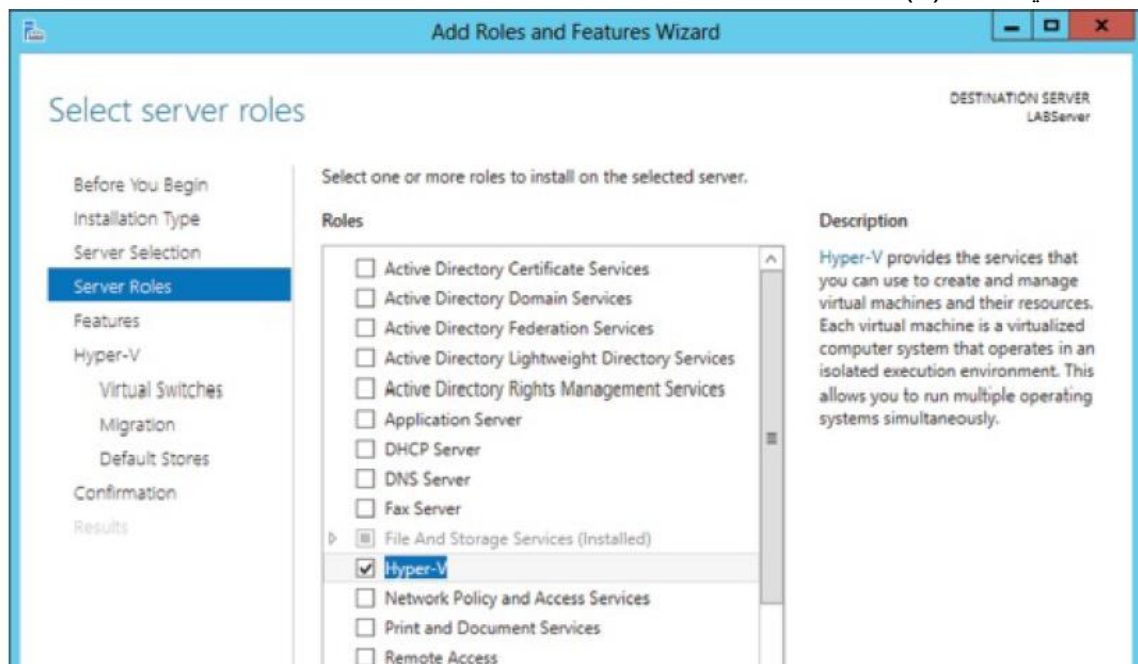 Add Roles and Features Wizard
Select server roles
DESTINATION SERVER
LABServer
Before You Begin
Installation Type
Server Selection
Server Roles
Features
Hyper-V
Virtual Switches
Migration
Default Stores
Confirmation
Results
Select one or more roles to install on the selected server.
Roles
Active Directory Certificate Services
Active Directory Domain Services
Active Directory Federation Services
Active Directory Lightweight Directory Services
Active Directory Rights Management Services
Application Server
DHCP Server
DNS Server
Fax Server
File And Storage Services (Installed)
Hyper-V
Network Policy and Access Services
Print and Document Services
Remote Access
Description
Hyper-V provides the services that
you can use to create and manage
virtual machines and their resources.
Each virtual machine is a virtualized
computer system that operates in an
isolated execution environment. This
allows you to run multiple operating
systems simultaneously.